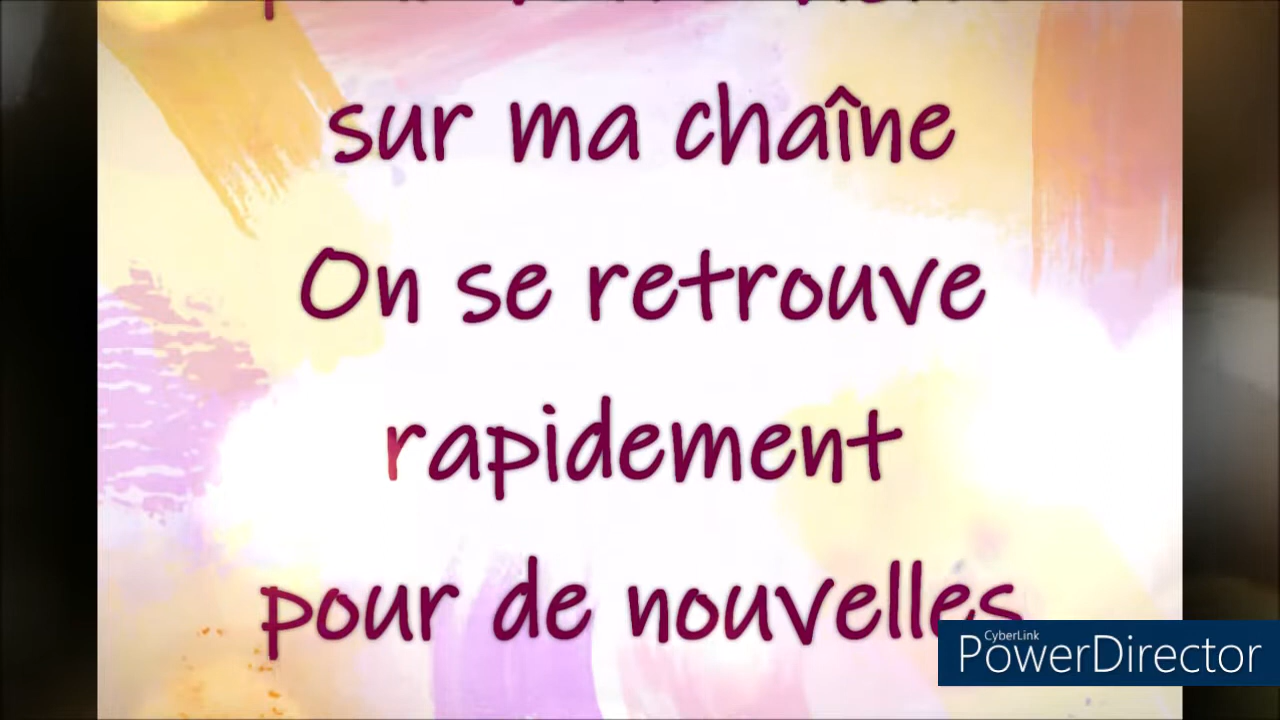 sur ma chaîne
On se retrouve
rapidement
pour de nouvelles
CyberLink
PowerDirector